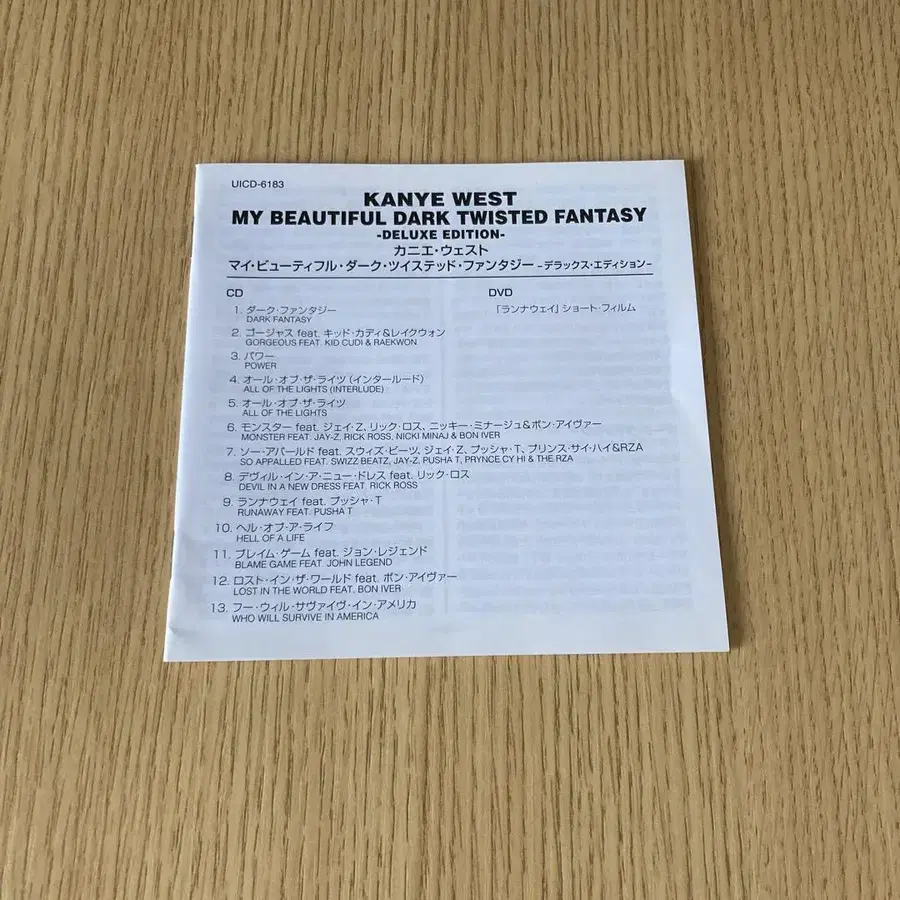 UICD-6183
KANYE WEST
MY BEAUTIFUL DARK TWISTED FANTASY
-DELUXE EDITION-
カニエ・ウェスト
マイ・ビューティフル・ダーク・ツイステッド・ファンタジー -デラックス・エディション-
CD
1. ダーク・ファンタジー
DARK FANTASY
2. ゴージャス feat. キッド・カディ&レイクウォン
GORGEOUS FEAT. KID CUDI & RAEKWON
3. パワー
POWER
4. オール・オブ・ザ・ライツ (インタールード)
ALL OF THE LIGHTS (INTERLUDE)
5. オール・オブ・ザ・ライツ
ALL OF THE LIGHTS
6. モンスター feat. ジェイ・Z、リック・ロス、ニッキー・ミナージュ&ボン・アイヴァー
MONSTER FEAT. JAY-Z, RICK ROSS, NICKI MINAJ & BON IVER
7. ソー・アパールド feat. スウィズ・ビーツ、ジェイ・Z、プッシャ・T、プリンス・サイ・ハイ&RZA
SO APPALLED FEAT. SWIZZ BEATZ, JAY-Z, PUSHA T, PRYNCE CY HI & THE RZA
8. デヴィル・イン・ア・ニュー・ドレス feat. リック・ロス
DEVIL IN A NEW DRESS FEAT. RICK ROSS
9. ランナウェイ feat. プッシャ・T
RUNAWAY FEAT. PUSHA T
10. ヘル・オブ・ア・ライフ
HELL OF A LIFE
11. ブレイム・ゲーム feat. ジョン・レジェンド
BLAME GAME FEAT. JOHN LEGEND
12. ロスト・イン・ザ・ワールド feat. ボン・アイヴァー
LOST IN THE WORLD FEAT. BON IVER
13. フー・ウィル・サヴァイヴ・イン・アメリカ
WHO WILL SURVIVE IN AMERICA
DVD
「ランナウェイ」ショート・フィルム